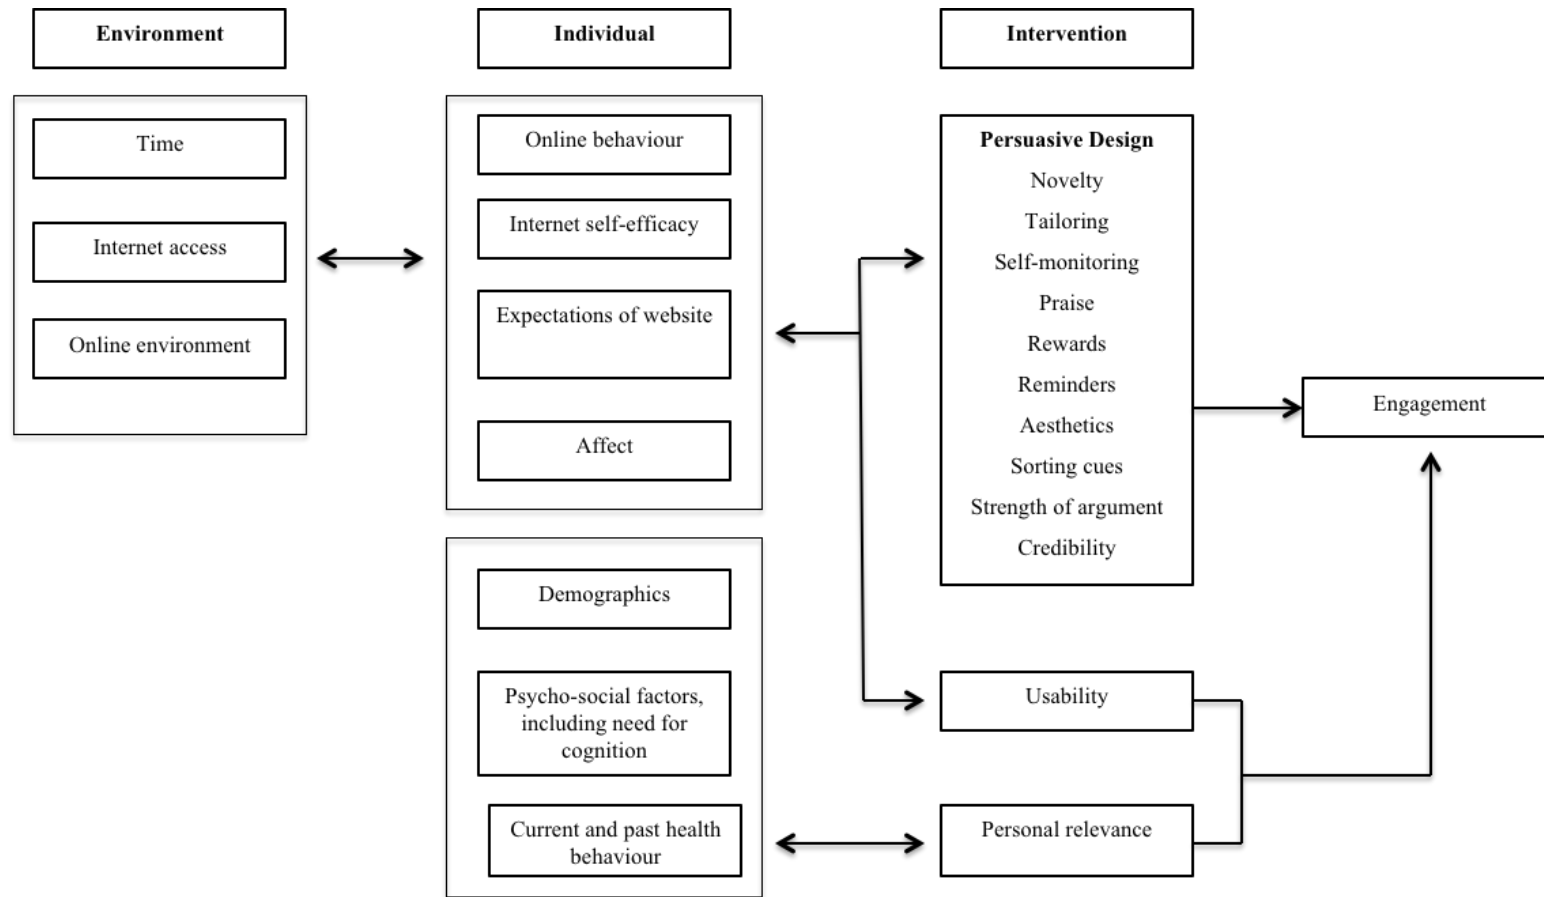 Environment
Individual
Intervention
Time
Internet access
Online environment
Online behaviour
Internet self-efficacy
Expectations of website
Affect
Demographics
Psycho-social factors,
including need for
cognition
Current and past health
behaviour
Persuasive Design
Novelty
Tailoring
Self-monitoring
Praise
Rewards
Reminders
Aesthetics
Sorting cues
Strength of argument
Credibility
Usability
Personal relevance
Engagement